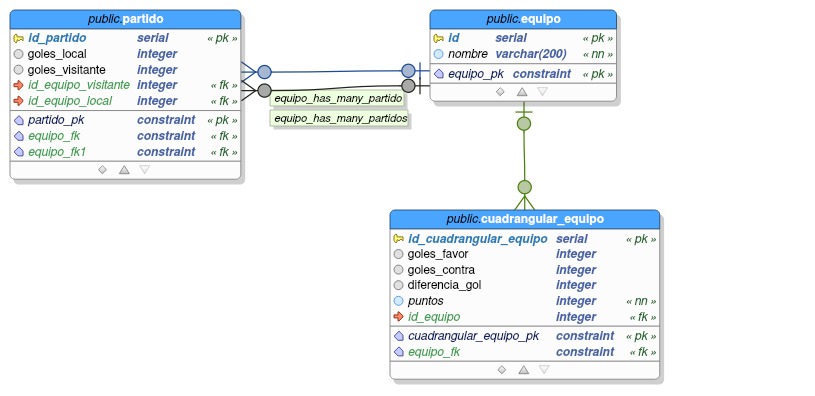 public.partido
id_partido serial « pk »
goles_local integer
goles_visitante integer
id_equipo_visitante integer « fk »
id_equipo_local integer « fk »
partido_pk constraint « pk »
equipo_fk constraint « fk »
equipo_fk1 constraint « fk »
equipo_has_many_partido
equipo_has_many_partidos
public.equipo
id serial « pk »
nombre varchar(200) « nn »
equipo_pk constraint « pk »
public.cuadrangular_equipo
id_cuadrangular_equipo serial « pk »
goles_favor integer
goles_contra integer
diferencia_gol integer
puntos integer « nn »
id_equipo integer « fk »
cuadrangular_equipo_pk constraint « pk »
equipo_fk constraint « fk »